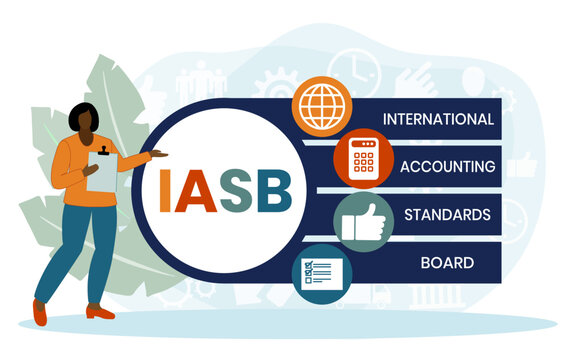 IASB
INTERNATIONAL
ACCOUNTING
STANDARDS
BOARD